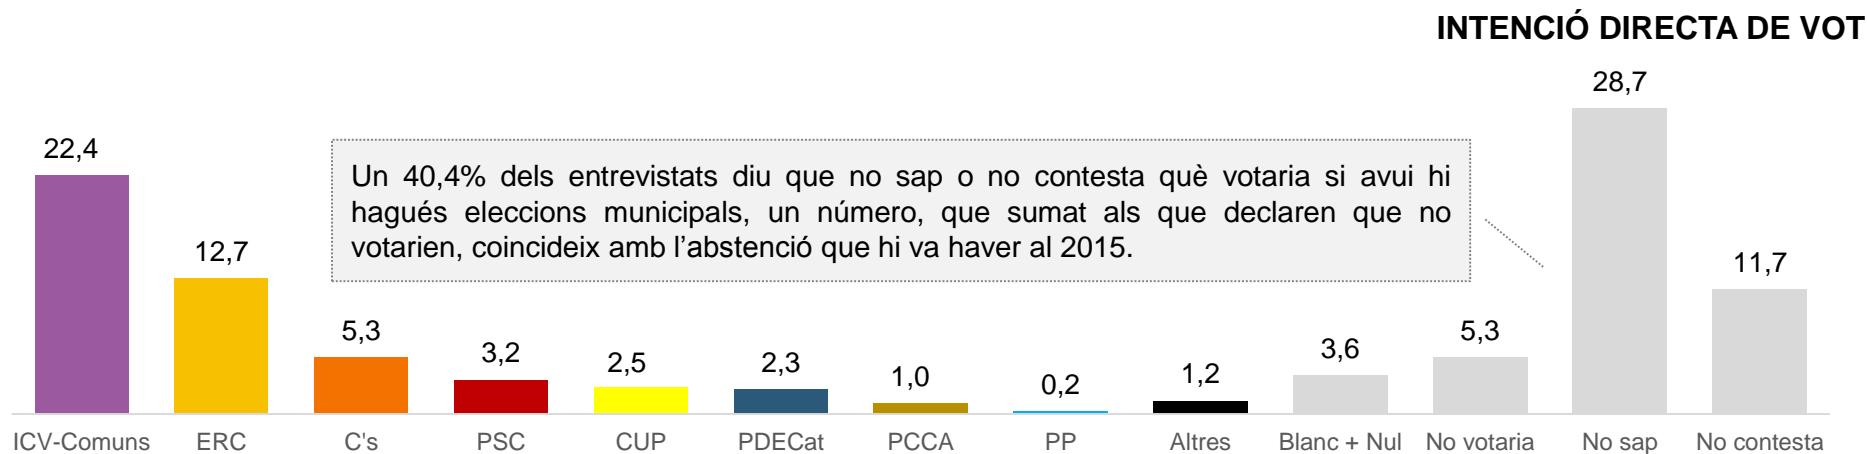 INTENCIÓ DIRECTA DE VOT
22,4
12,7
5,3
3,2
2,5
2,3
1,0
0,2
1,2
3,6
5,3
28,7
11,7
Un 40,4% dels entrevistats diu que no sap o no contesta què votaria si avui hi
hagués eleccions municipals, un número, que sumat als que declaren que no
votarien, coincideix amb l’abstenció que hi va haver al 2015.
ICV-Comuns
ERC
C's
PSC
CUP
PDECat
PCCA
PP
Altres
Blanc + Nul
No votaria
No sap
No contesta